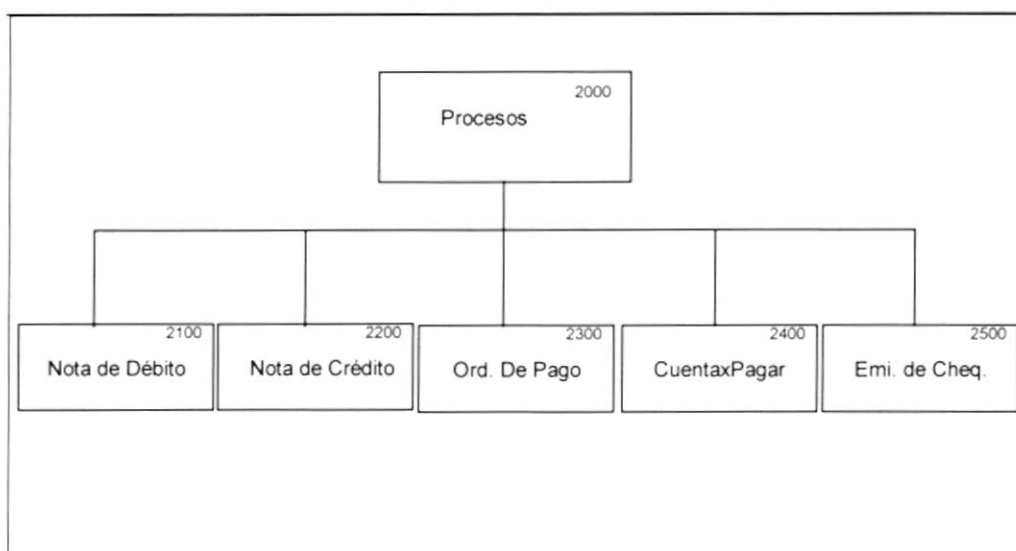 2000
Procesos
2100
Nota de Débito
2200
Nota de Crédito
2300
Ord. De Pago
2400
CuentaxPagar
2500
Emi. de Cheq.